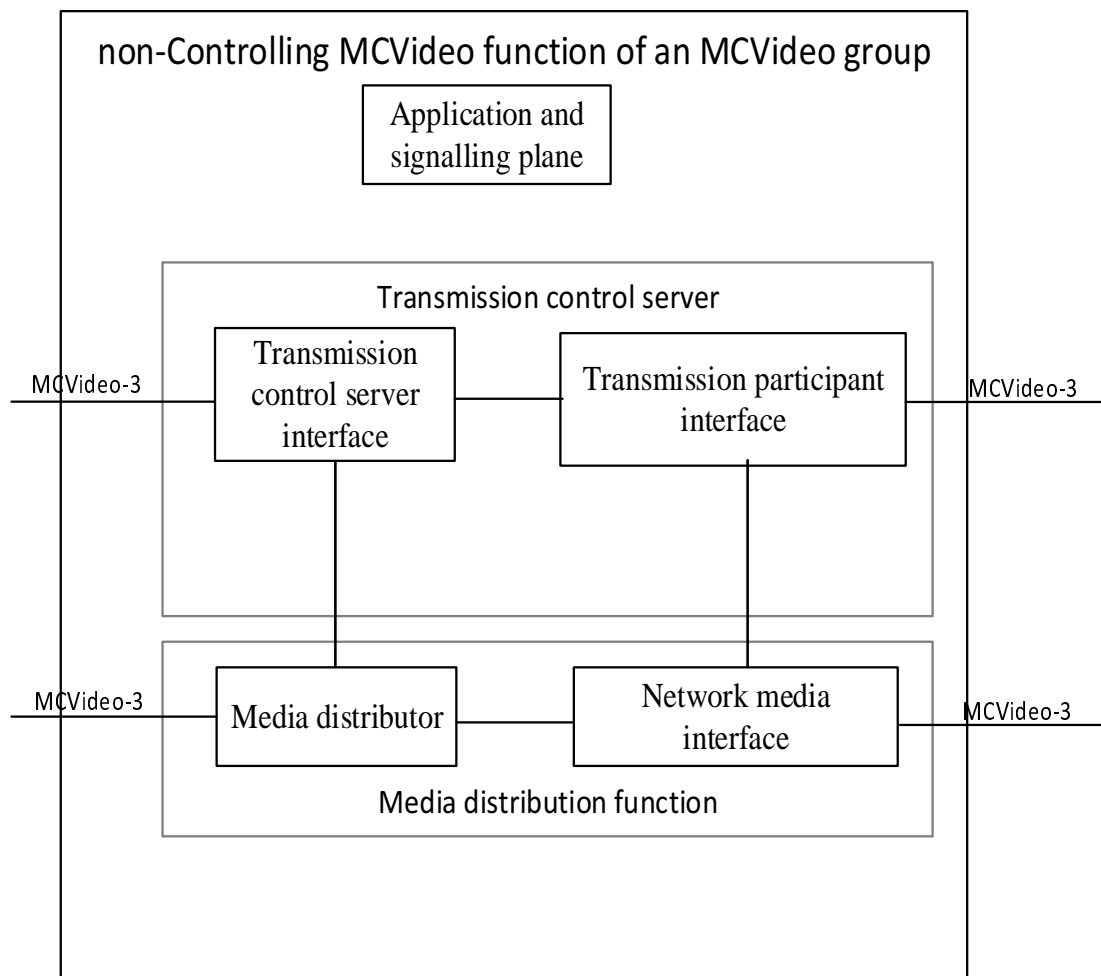 non-Controlling MCVideo function of an MCVideo group
Application and
signalling plane
Transmission control server
Transmission
control server
interface
Transmission participant
interface
MCVideo-3
MCVideo-3
Media distributor
Network media
interface
MCVideo-3
MCVideo-3
Media distribution function